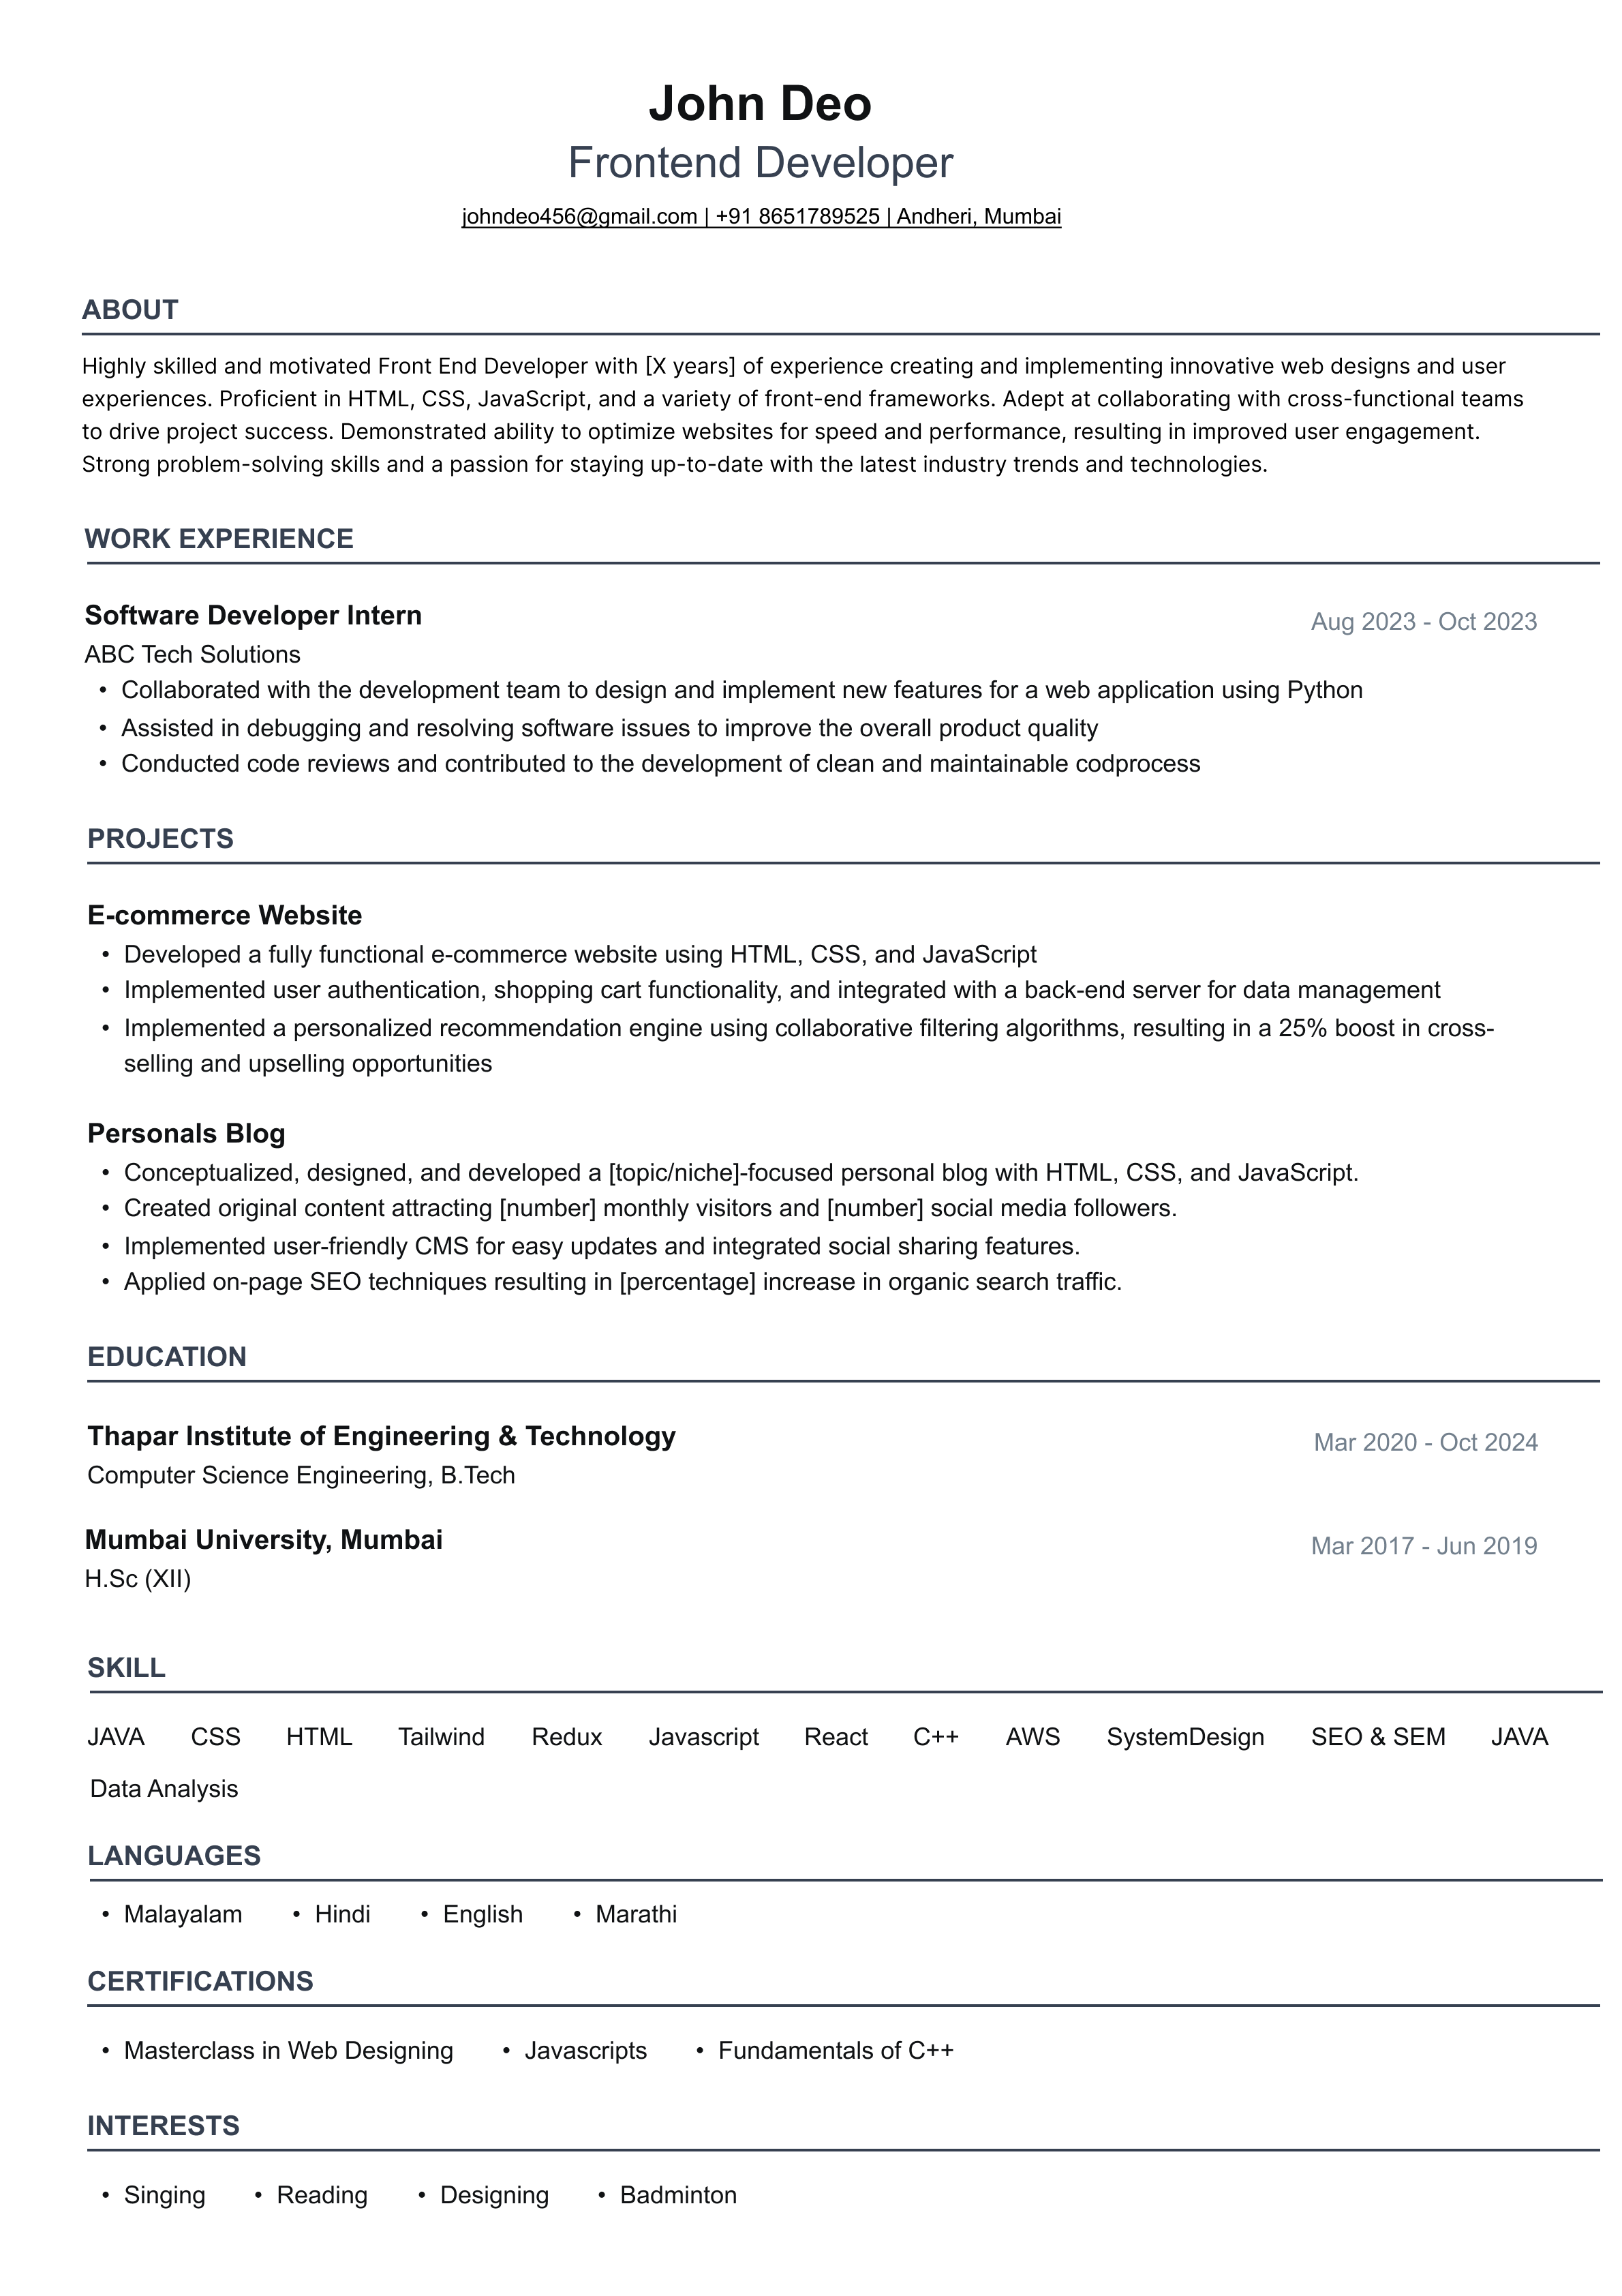 John Deo
Frontend Developer
johndeo456@gmail.com | +91 8651789525 | Andheri, Mumbai
ABOUT
Highly skilled and motivated Front End Developer with [X years] of experience creating and implementing innovative web designs and user
experiences. Proficient in HTML, CSS, JavaScript, and a variety of front-end frameworks. Adept at collaborating with cross-functional teams
to drive project success. Demonstrated ability to optimize websites for speed and performance, resulting in improved user engagement.
Strong problem-solving skills and a passion for staying up-to-date with the latest industry trends and technologies.
WORK EXPERIENCE
Software Developer Intern Aug 2023 - Oct 2023
ABC Tech Solutions
• Collaborated with the development team to design and implement new features for a web application using Python
• Assisted in debugging and resolving software issues to improve the overall product quality
• Conducted code reviews and contributed to the development of clean and maintainable codprocess
PROJECTS
E-commerce Website
• Developed a fully functional e-commerce website using HTML, CSS, and JavaScript
• Implemented user authentication, shopping cart functionality, and integrated with a back-end server for data management
• Implemented a personalized recommendation engine using collaborative filtering algorithms, resulting in a 25% boost in cross-
selling and upselling opportunities
Personals Blog
• Conceptualized, designed, and developed a [topic/niche]-focused personal blog with HTML, CSS, and JavaScript.
• Created original content attracting [number] monthly visitors and [number] social media followers.
• Implemented user-friendly CMS for easy updates and integrated social sharing features.
• Applied on-page SEO techniques resulting in [percentage] increase in organic search traffic.
EDUCATION
Thapar Institute of Engineering & Technology Mar 2020 - Oct 2024
Computer Science Engineering, B.Tech
Mumbai University, Mumbai Mar 2017 - Jun 2019
H.Sc (XII)
SKILL
JAVA CSS HTML Tailwind Redux Javascript React C++ AWS SystemDesign SEO & SEM JAVA
Data Analysis
LANGUAGES
• Malayalam • Hindi • English • Marathi
CERTIFICATIONS
• Masterclass in Web Designing • Javascripts • Fundamentals of C++
INTERESTS
• Singing • Reading • Designing • Badminton